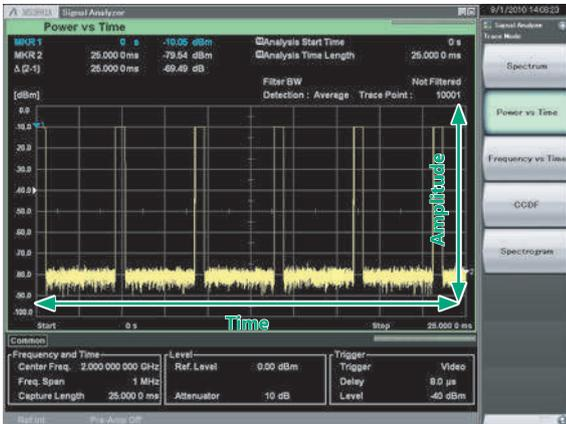 MS2691A Signal Analyzer
9/1/2010 14:08:23
Power vs Time
Signal Analyzer
Trace Mode
MKR 1 0 s -10.05 dBm Analysis Start Time 0 s
MKR 2 25.000 0 ms -79.54 dBm Analysis Time Length 25.000 0 ms
Δ (2-1) 25.000 0 ms -69.49 dB
Filter BW Not Filtered
[dBm] Detection : Average Trace Point : 10001
0.0
-10.0
-20.0
-30.0
-40.0
-50.0
-60.0
-70.0
-80.0
-90.0
-100.0
1
2
Amplitude
Time
Start 0 s Stop 25.000 0 ms
Spectrum
Power vs Time
Frequency vs Time
CCDF
Spectrogram
Common
Frequency and Time
Center Freq. 2.000 000 000 GHz
Freq. Span 1 MHz
Capture Length 25.000 0 ms
Level
Ref. Level 0.00 dBm
Attenuator 10 dB
Trigger
Trigger Video
Delay 8.0 µs
Level -40 dBm
Ref.Int Pre-Amp Off